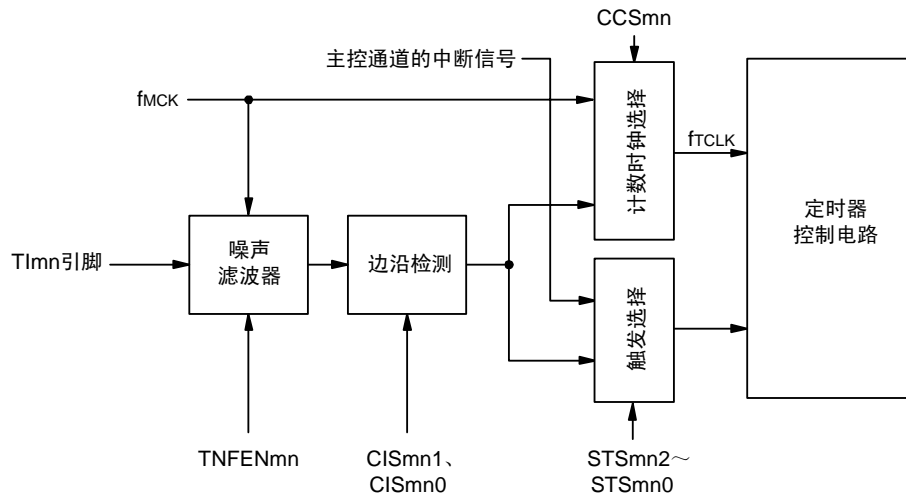 CCSmn
主控通道的中断信号
fMCK
计数时钟选择
fTCLK
定时器
控制电路
TImn引脚
噪声
滤波器
边沿检测
触发选择
TNFENmn
CISmn1、
CISmn0
STSmn2～
STSmn0